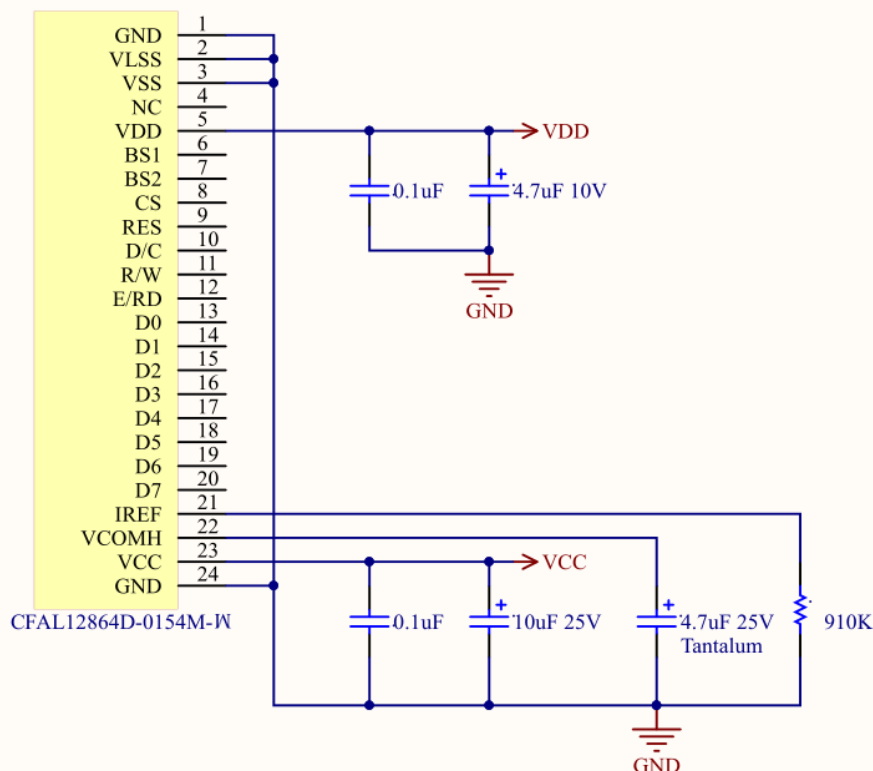 GND 1
VLSS 2
VSS 3
NC 4
VDD 5
VDD
BS1 6
BS2 7
CS 8
0.1uF
4.7uF 10V
RES 9
D/C 10
R/W 11
E/RD 12
GND
D0 13
D1 14
D2 15
D3 16
D4 17
D5 18
D6 19
D7 20
IREF 21
VCOMH 22
VCC 23
VCC
GND 24
CFAL12864D-0154M-W
0.1uF
10uF 25V
4.7uF 25V
Tantalum
910K
GND